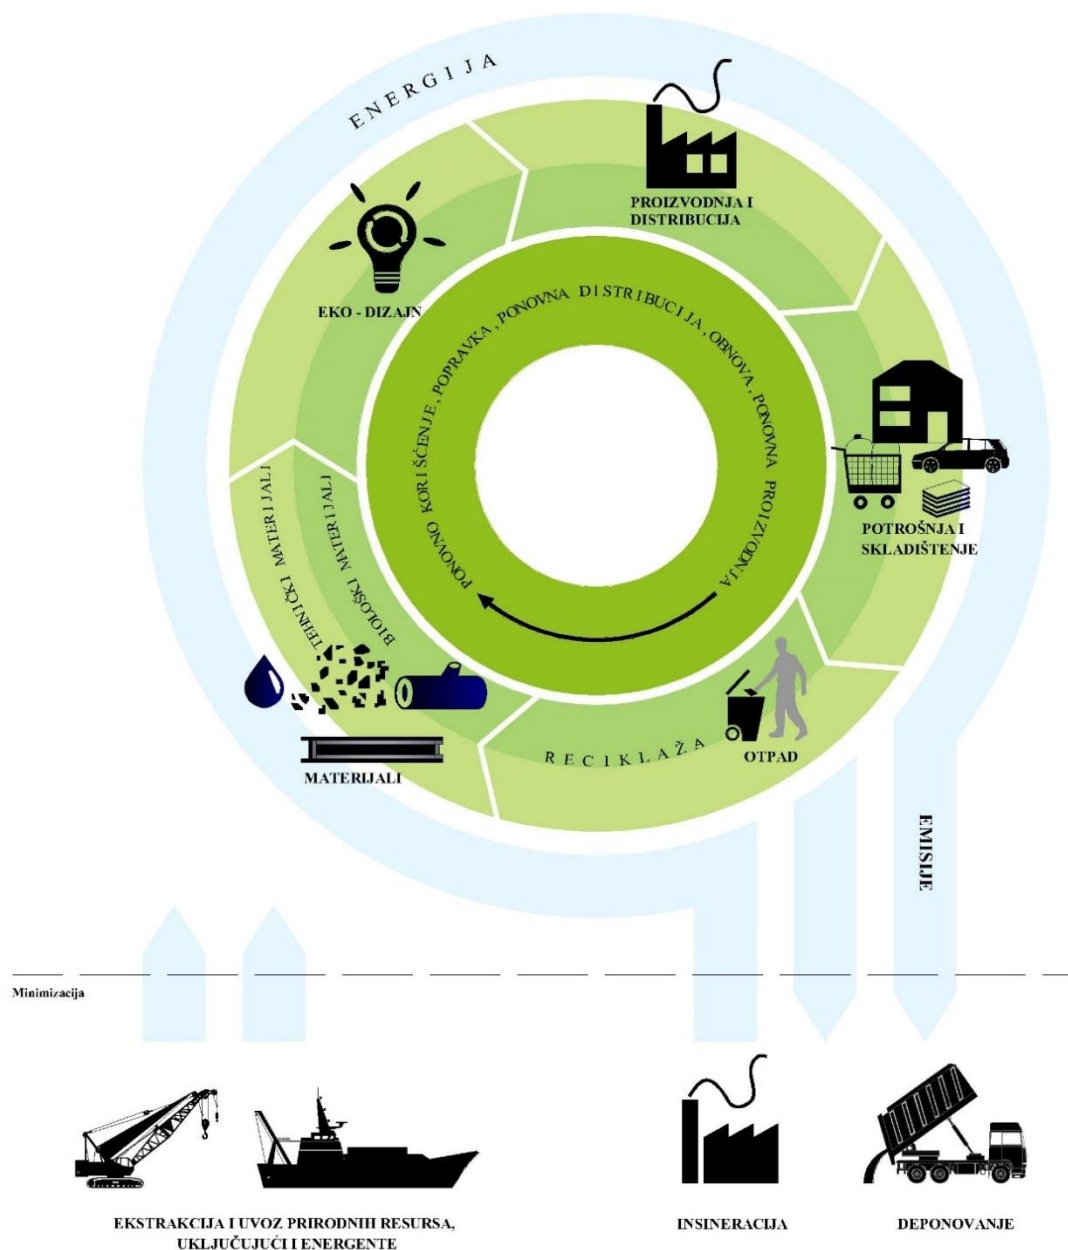 ENERGIJA
PROIZVODNJA I
DISTRIBUCIJA
EKO - DIZAJN
PONOVNO KORIŠĆENJE, POPRAVKA, PONOVNA DISTRIBUCIJA, OBNOVA, PONOVNA PROIZVODNJA
POTROŠNJA I
SKLADIŠTENJE
TEHNIČKI MATERIJALI
BIOLOŠKI MATERIJALI
RECIKLAŽA
OTPAD
MATERIJALI
EMISIJE
Minimizacija
EKSTRAKCIJA I UVOZ PRIRODNIH RESURSA,
UKLJUČUJUĆI I ENERGENTE
INSINERACIJA
DEPONOVANJE